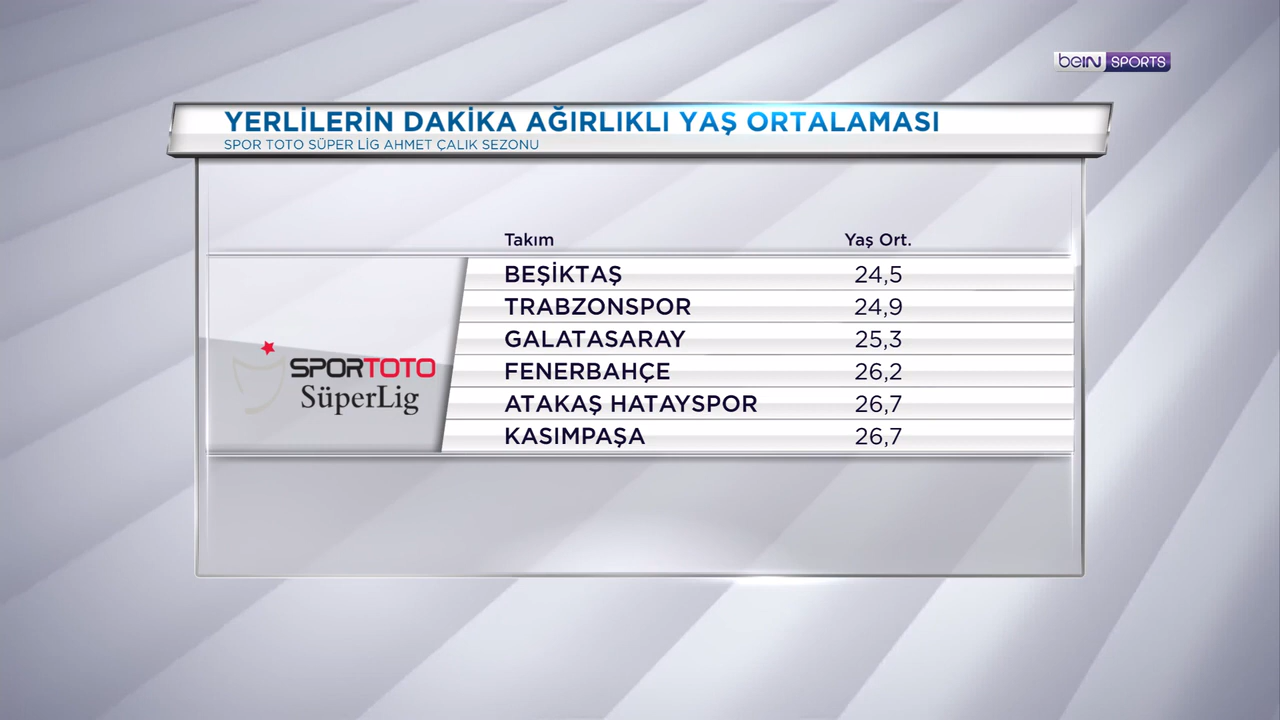 beIN SPORTS
YERLİLERİN DAKİKA AĞIRLIKLI YAŞ ORTALAMASI
SPOR TOTO SÜPER LİG AHMET ÇALIK SEZONU
Takım Yaş Ort.
BEŞİKTAŞ 24,5
TRABZONSPOR 24,9
GALATASARAY 25,3
FENERBAHÇE 26,2
ATAKAŞ HATAYSPOR 26,7
KASIMPAŞA 26,7
SPORTOTO
SüperLig